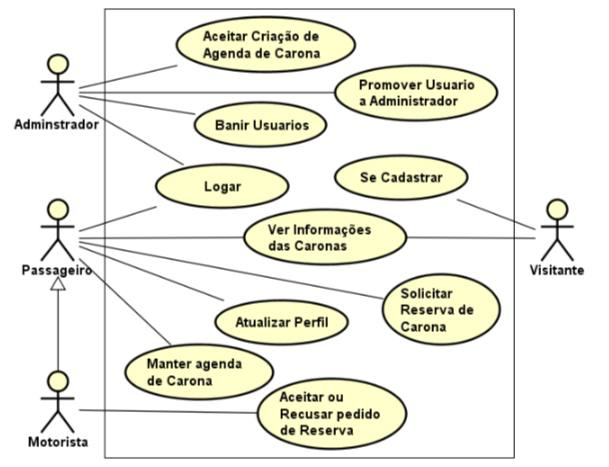 Aceitar Criação de
Agenda de Carona
Adminstrador
Promover Usuario
a Administrador
Banir Usuarios
Logar
Se Cadastrar
Passageiro
Ver Informações
das Caronas
Visitante
Solicitar
Reserva de
Carona
Atualizar Perfil
Manter agenda
de Carona
Motorista
Aceitar ou
Recusar pedido
de Reserva